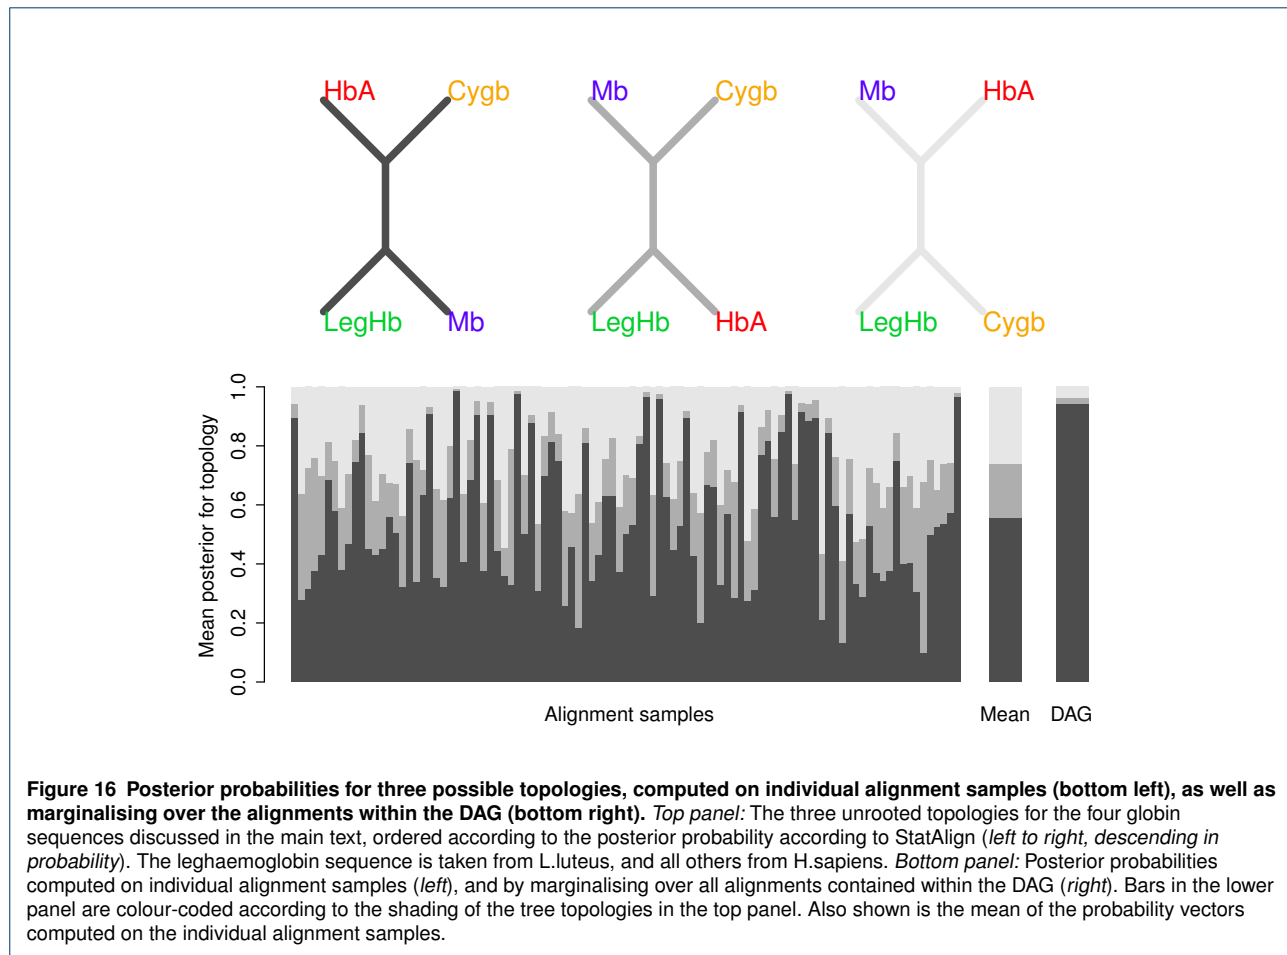 HbA Cygb Mb Cygb Mb HbA
LegHb Mb LegHb HbA LegHb Cygb
Mean posterior for topology
1.0
0.8
0.6
0.4
0.2
0.0
Alignment samples Mean DAG
Figure 16 Posterior probabilities for three possible topologies, computed on individual alignment samples (bottom left), as well as
marginalising over the alignments within the DAG (bottom right). Top panel: The three unrooted topologies for the four globin
sequences discussed in the main text, ordered according to the posterior probability according to StatAlign (left to right, descending in
probability). The leghaemoglobin sequence is taken from L.luteus, and all others from H.sapiens. Bottom panel: Posterior probabilities
computed on individual alignment samples (left), and by marginalising over all alignments contained within the DAG (right). Bars in the lower
panel are colour-coded according to the shading of the tree topologies in the top panel. Also shown is the mean of the probability vectors
computed on the individual alignment samples.